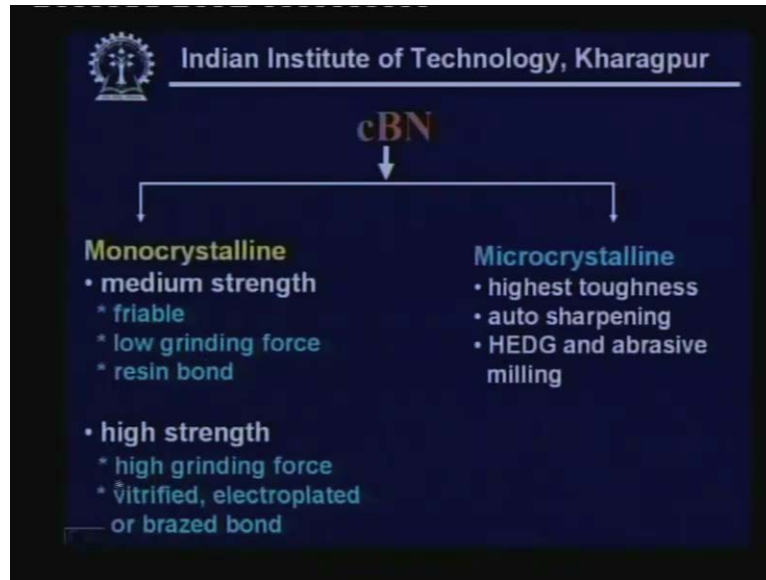 Indian Institute of Technology, Kharagpur
cBN
Monocrystalline
• medium strength
* friable
* low grinding force
* resin bond
• high strength
* high grinding force
* vitrified, electroplated
or brazed bond
Microcrystalline
• highest toughness
• auto sharpening
• HEDG and abrasive
milling